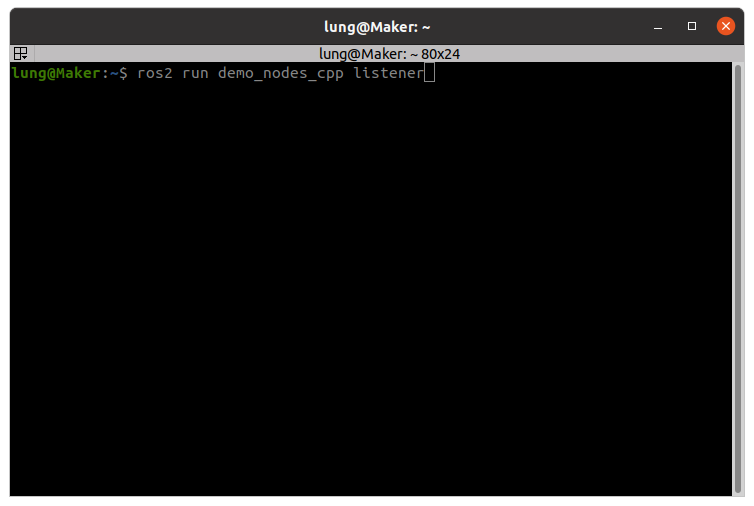 lung@Maker: ~
lung@Maker: ~ 80x24
lung@Maker:~$ ros2 run demo_nodes_cpp listener